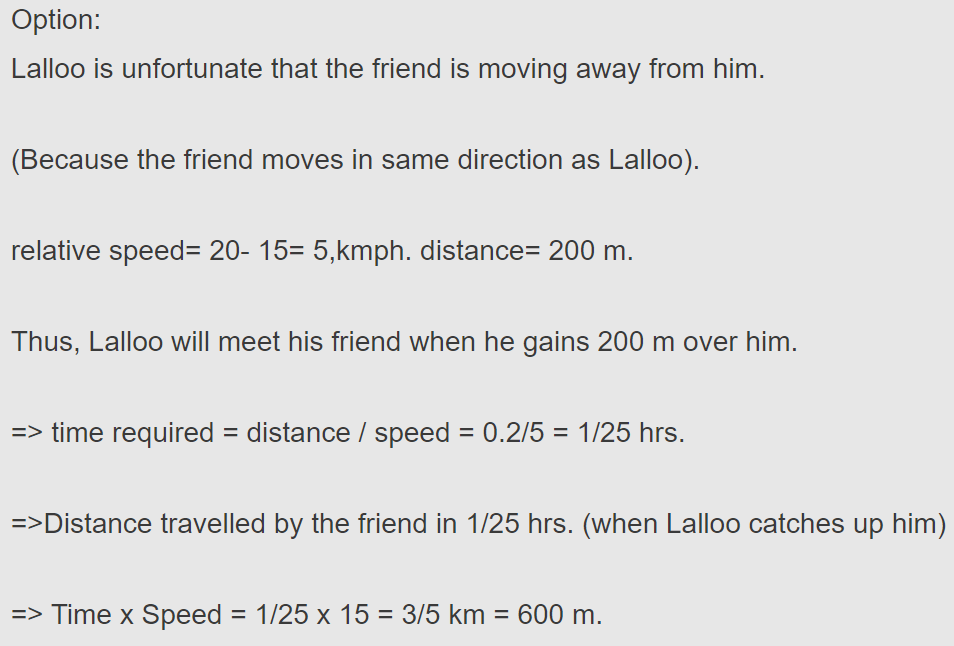 Option:
Lalloo is unfortunate that the friend is moving away from him.
(Because the friend moves in same direction as Lalloo).
relative speed= 20- 15= 5,kmph. distance= 200 m.
Thus, Lalloo will meet his friend when he gains 200 m over him.
=> time required = distance / speed = 0.2/5 = 1/25 hrs.
=>Distance travelled by the friend in 1/25 hrs. (when Lalloo catches up him)
=> Time x Speed = 1/25 x 15 = 3/5 km = 600 m.